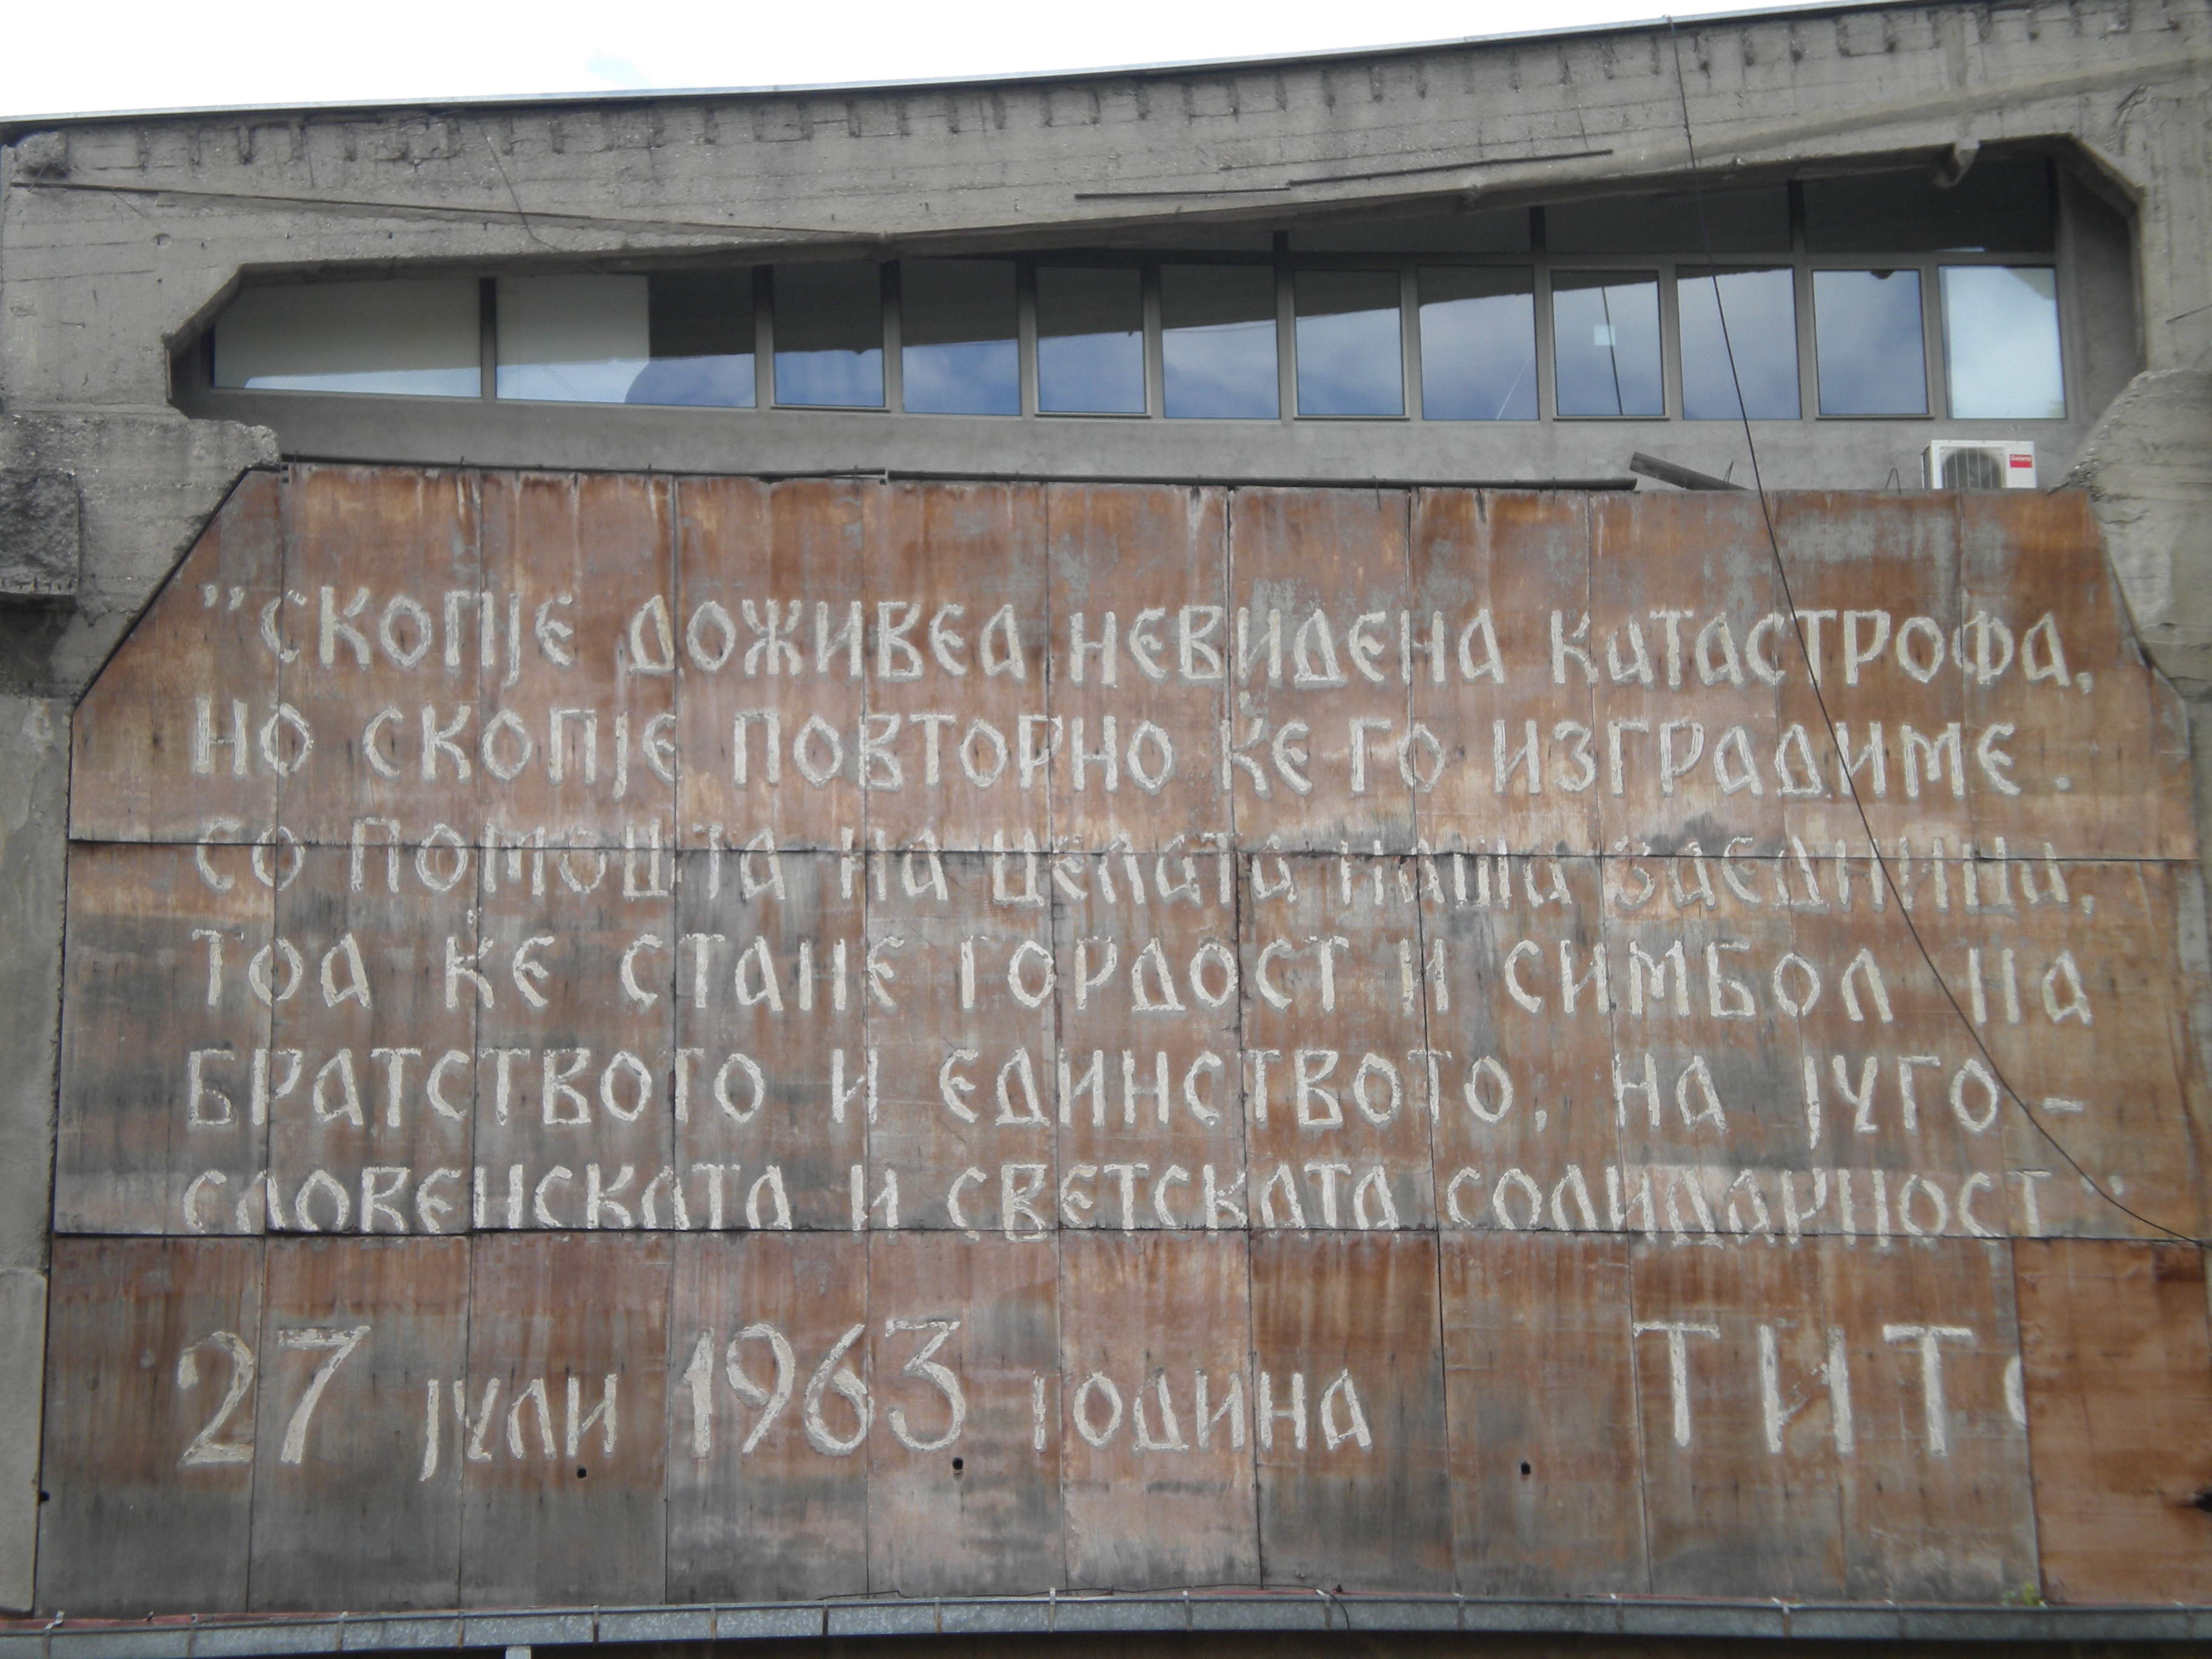 "СКОПЈЕ ДОЖИВЕА НЕВИДЕНА КАТАСТРОФА,
НО СКОПЈЕ ПОВТОРНО ЌЕ ГО ИЗГРАДИМЕ.
СО ПОМОШТА НА ЦЕЛАТА НАША ЗАЕДНИЦА,
ТОА ЌЕ СТАНЕ ГОРДОСТ И СИМБОЛ НА
БРАТСТВОТО И ЕДИНСТВОТО, НА ЈУГО-
СЛОВЕНСКАТА И СВЕТСКАТА СОЛИДАРНОСТ"
27 ЈУЛИ 1963 ГОДИНА ТИТО